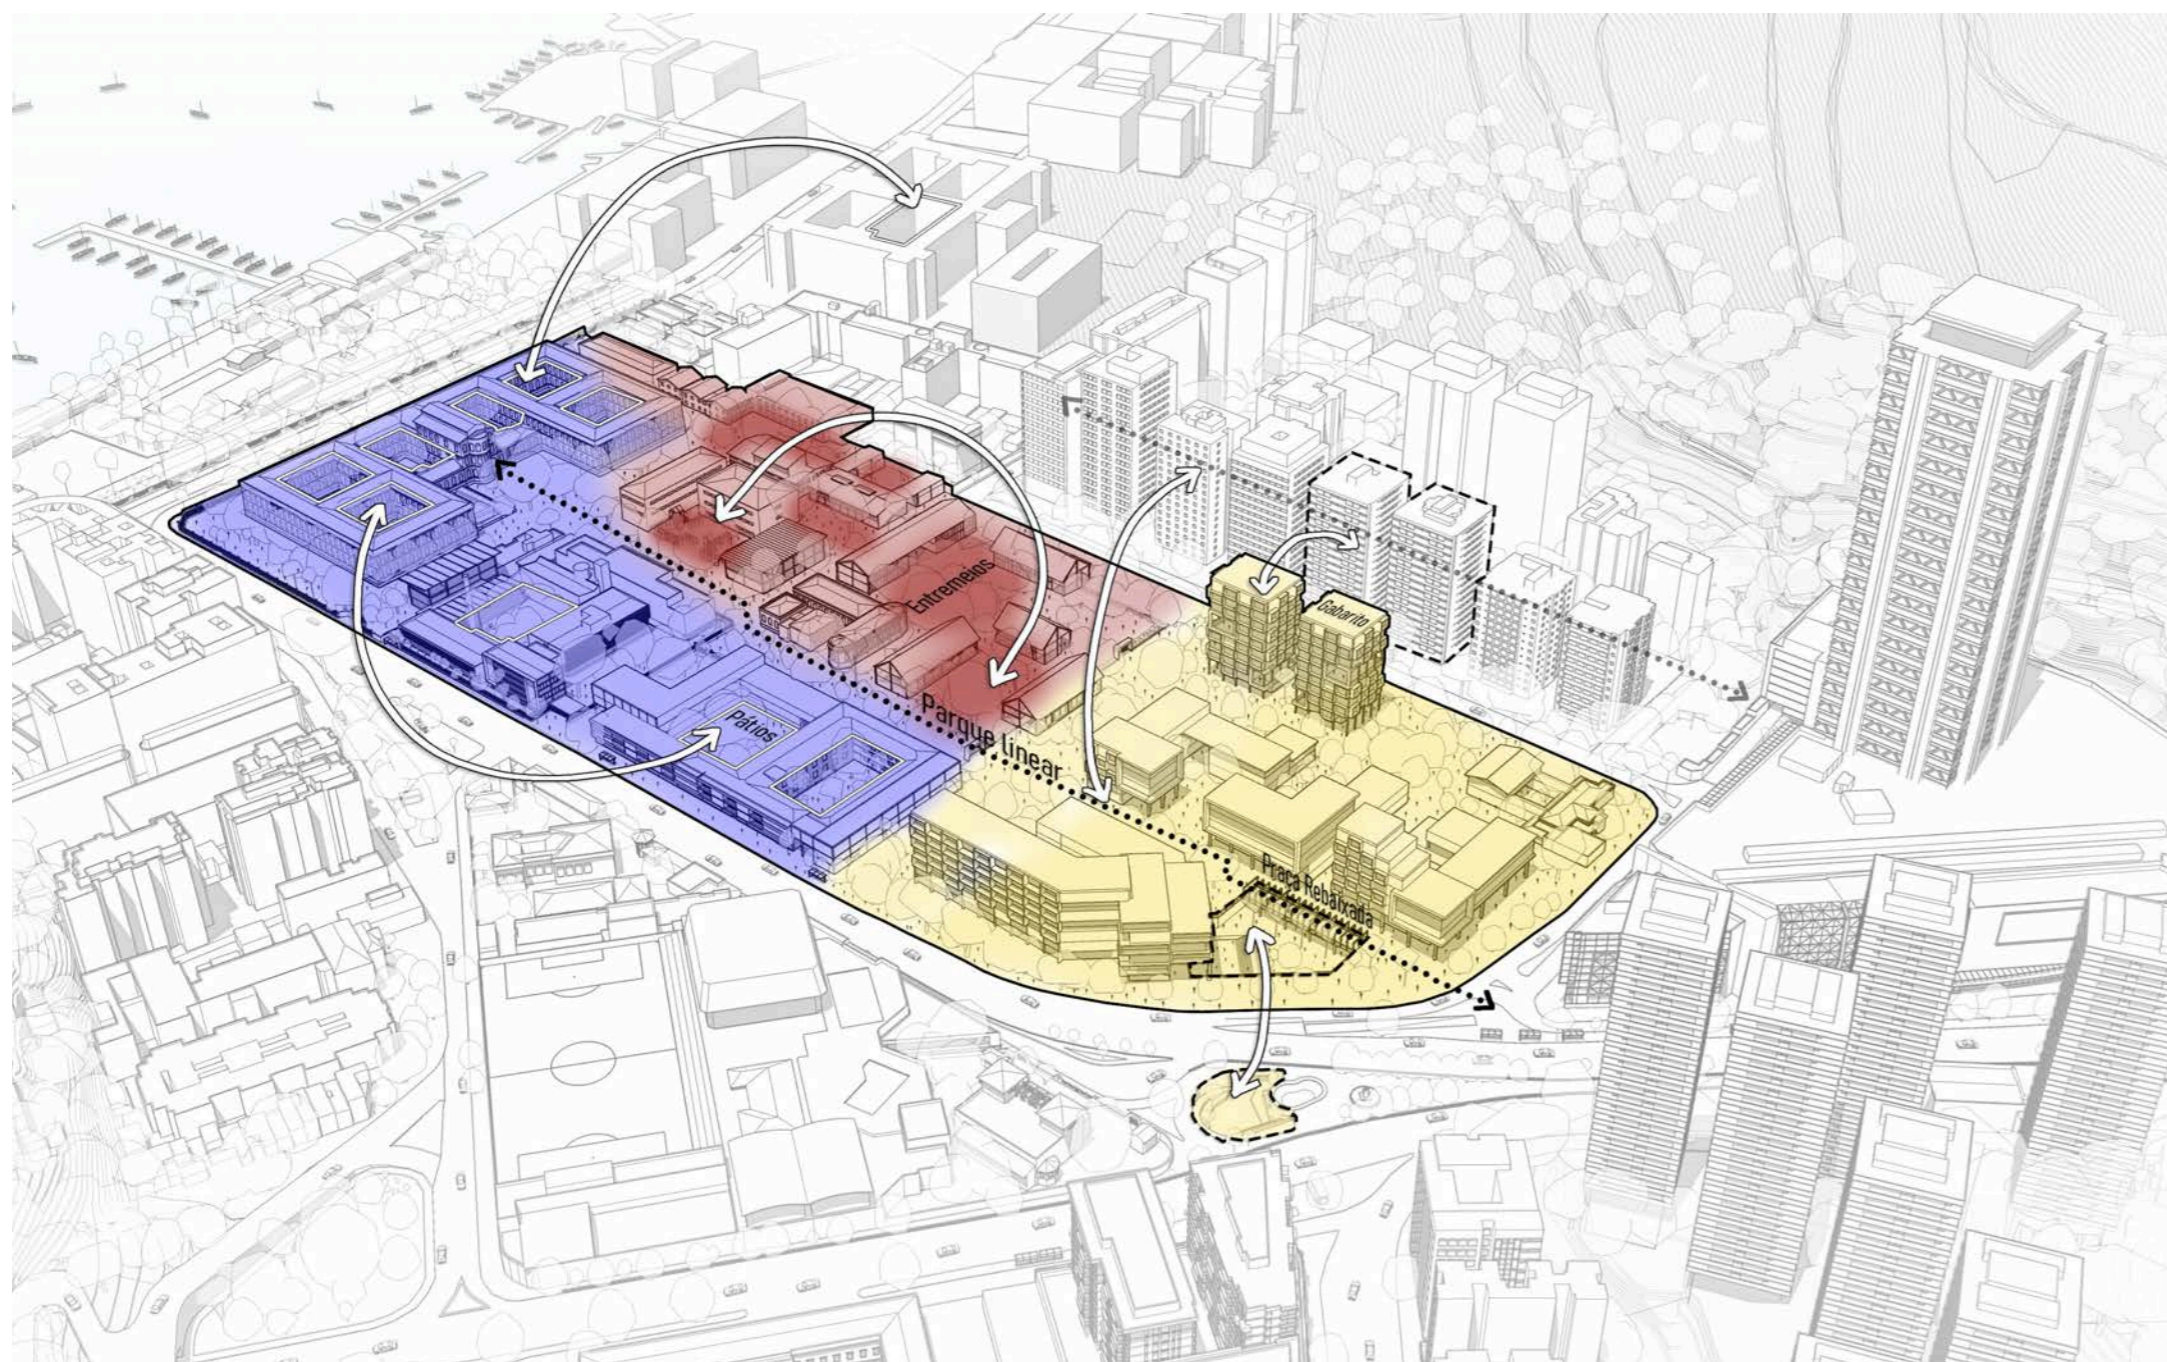 Entremeios
Gabarito
Pátios
Parque linear
Praça Rebaixada